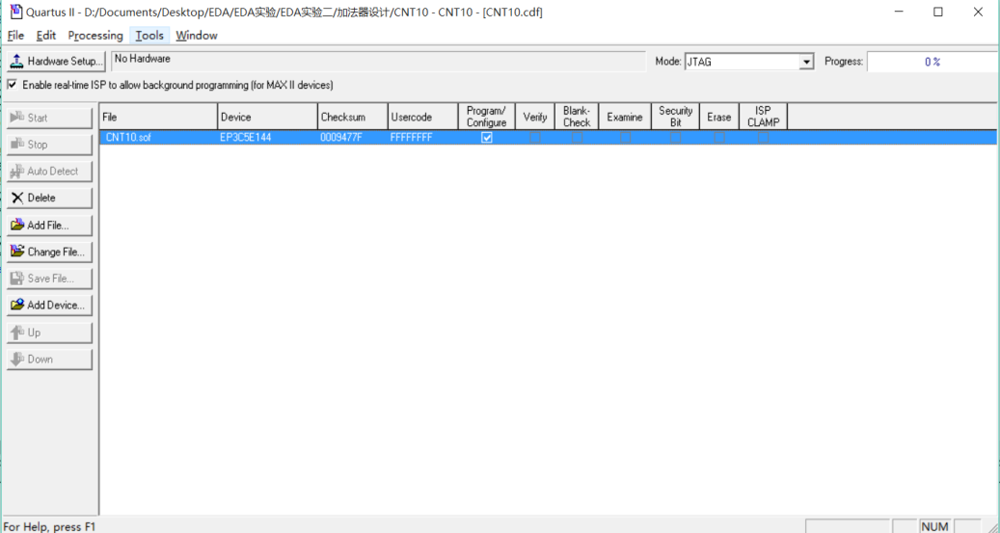 Quartus II - D:/Documents/Desktop/EDA/EDA实验/EDA实验二/加法器设计/CNT10 - CNT10 - [CNT10.cdf]
File Edit Processing Tools Window
Hardware Setup... No Hardware Mode: JTAG Progress: 0 %
Enable real-time ISP to allow background programming (for MAX II devices)
Start
Stop
Auto Detect
Delete
Add File...
Change File...
Save File...
Add Device...
Up
Down
File Device Checksum Usercode Program/ Configure Verify Blank- Check Examine Security Bit Erase ISP CLAMP
CNT10.sof EP3C5E144 0009477F FFFFFFFF
For Help, press F1 NUM